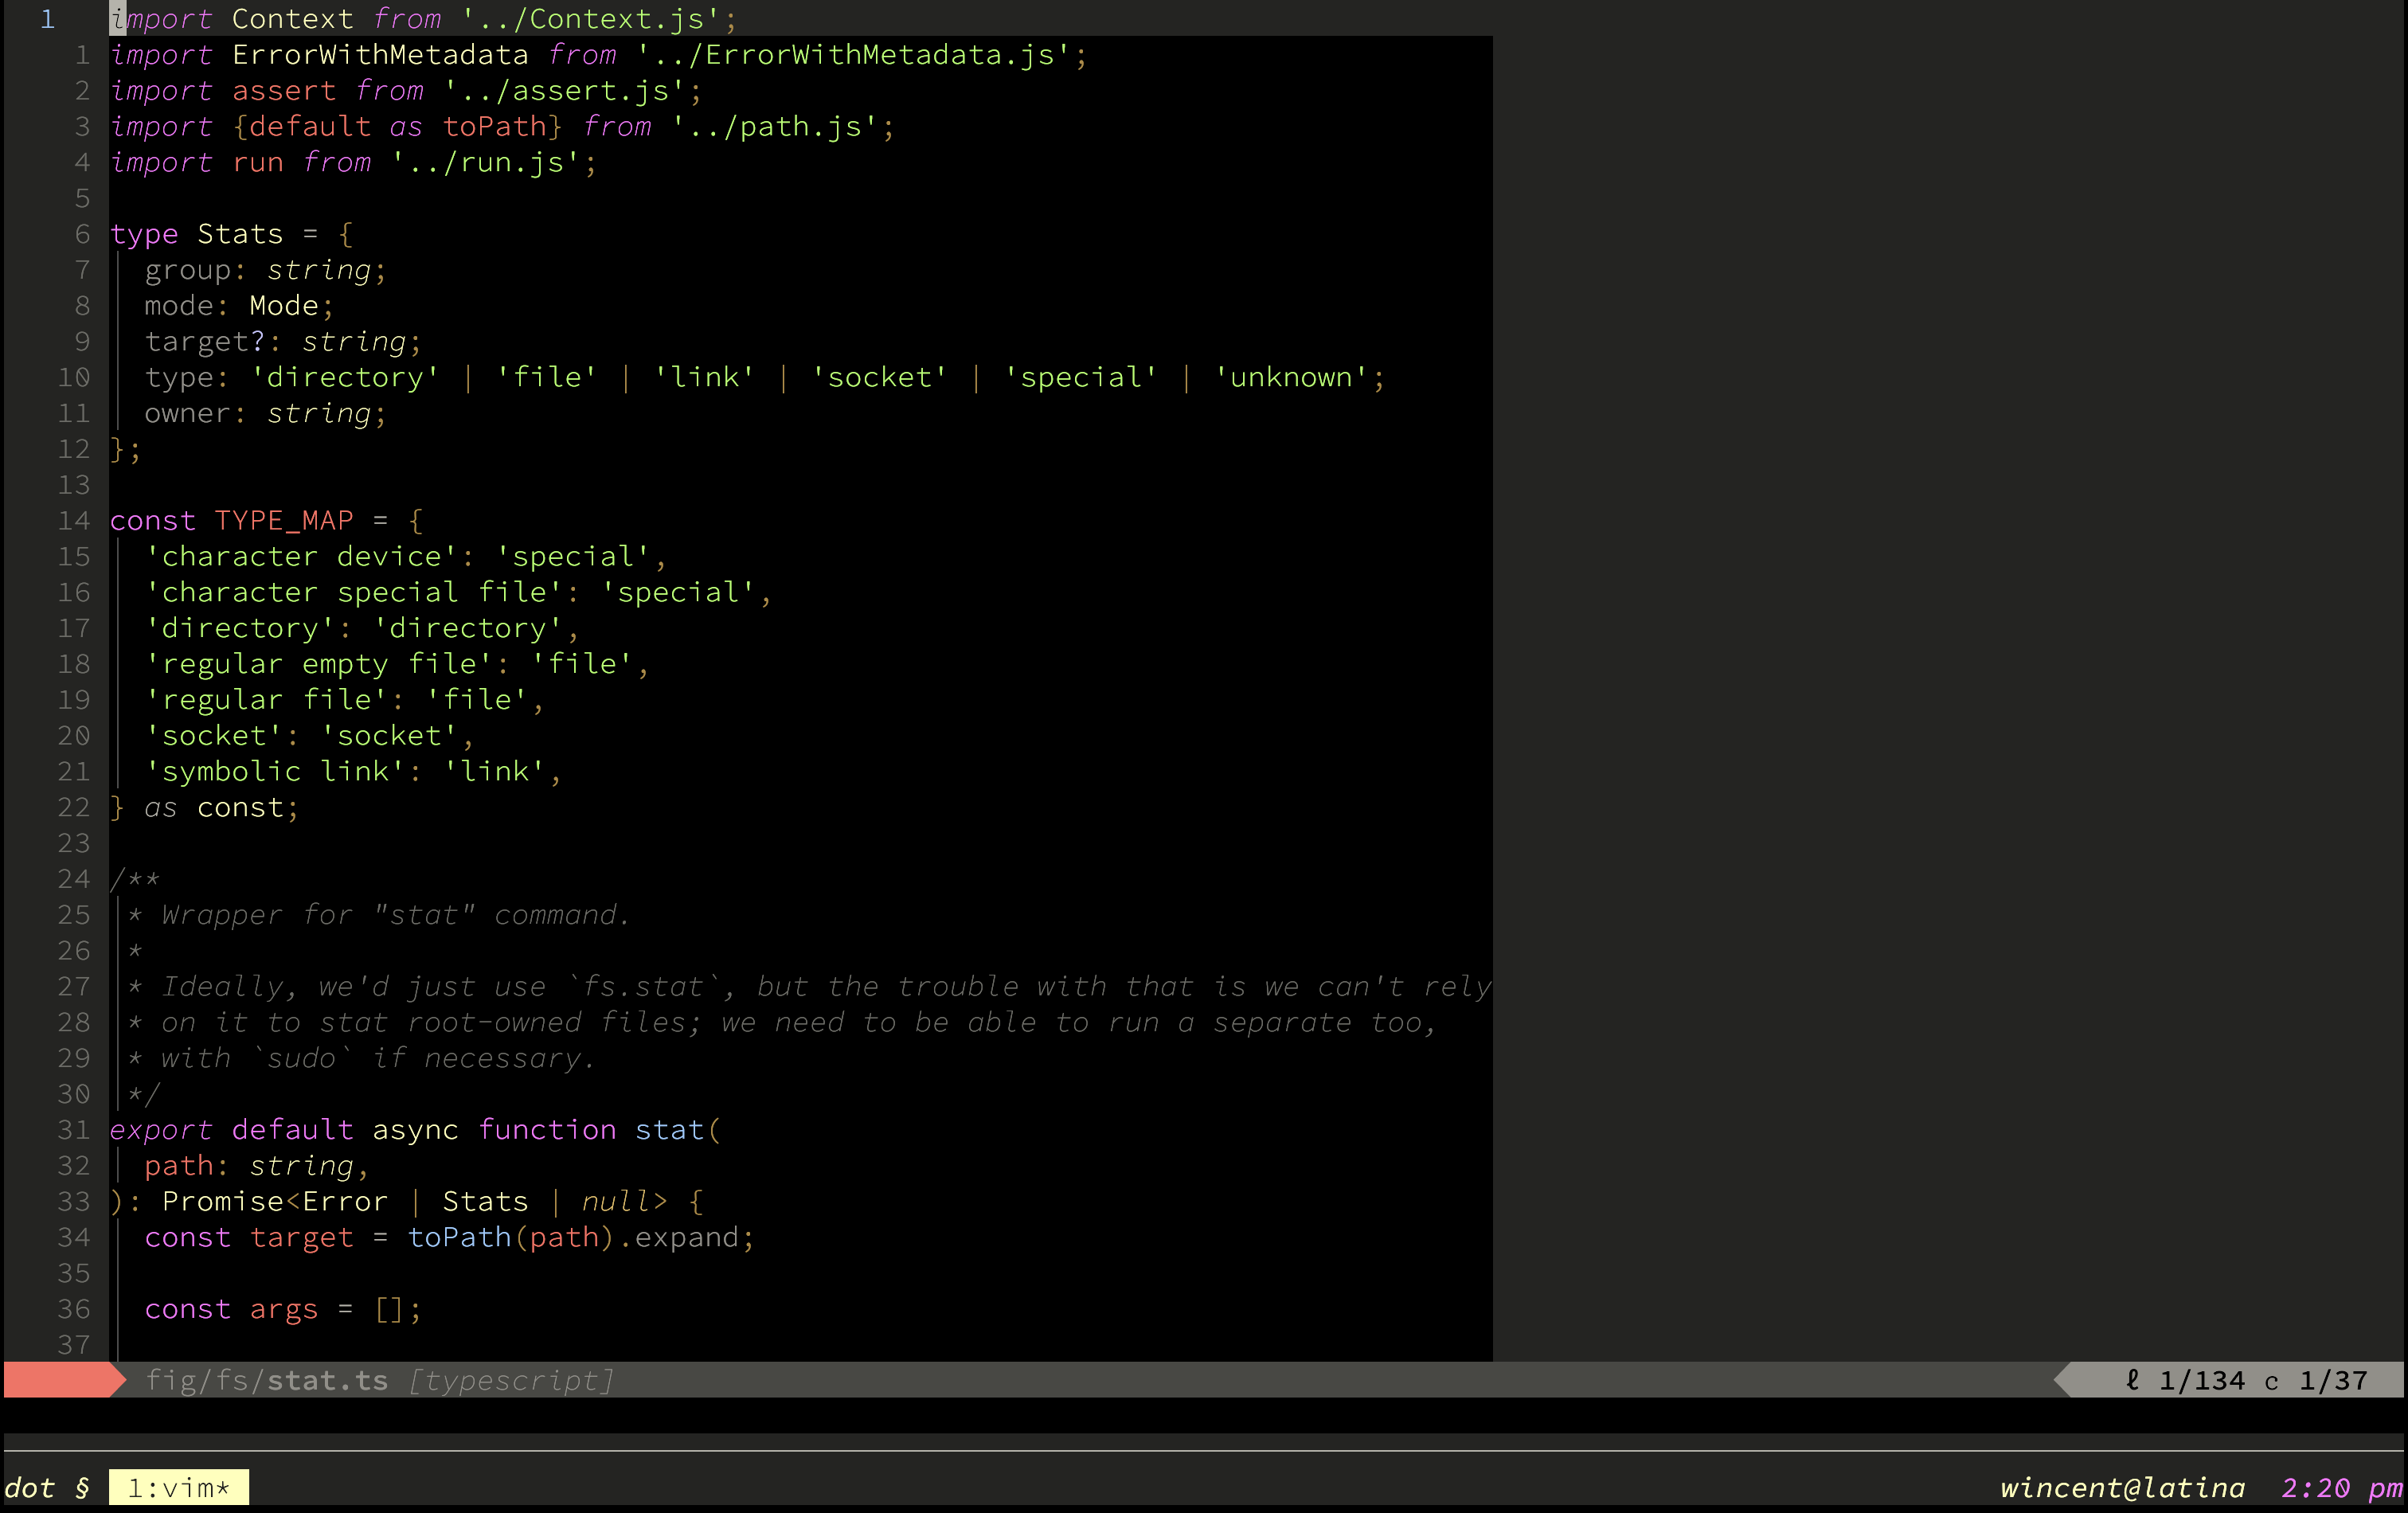 1 import Context from '../Context.js';
1 import ErrorWithMetadata from '../ErrorWithMetadata.js';
2 import assert from '../assert.js';
3 import {default as toPath} from '../path.js';
4 import run from '../run.js';
5
6 type Stats = {
7   group: string;
8   mode: Mode;
9   target?: string;
10   type: 'directory' | 'file' | 'link' | 'socket' | 'special' | 'unknown';
11   owner: string;
12 };
13
14 const TYPE_MAP = {
15   'character device': 'special',
16   'character special file': 'special',
17   'directory': 'directory',
18   'regular empty file': 'file',
19   'regular file': 'file',
20   'socket': 'socket',
21   'symbolic link': 'link',
22 } as const;
23
24 /**
25  * Wrapper for "stat" command.
26  *
27  * Ideally, we'd just use `fs.stat`, but the trouble with that is we can't rely
28  * on it to stat root-owned files; we need to be able to run a separate too,
29  * with `sudo` if necessary.
30  */
31 export default async function stat(
32   path: string,
33 ): Promise<Error | Stats | null> {
34   const target = toPath(path).expand;
35
36   const args = [];
37
fig/fs/stat.ts [typescript] ℓ 1/134 c 1/37
dot § 1:vim* wincent@latina 2:20 pm